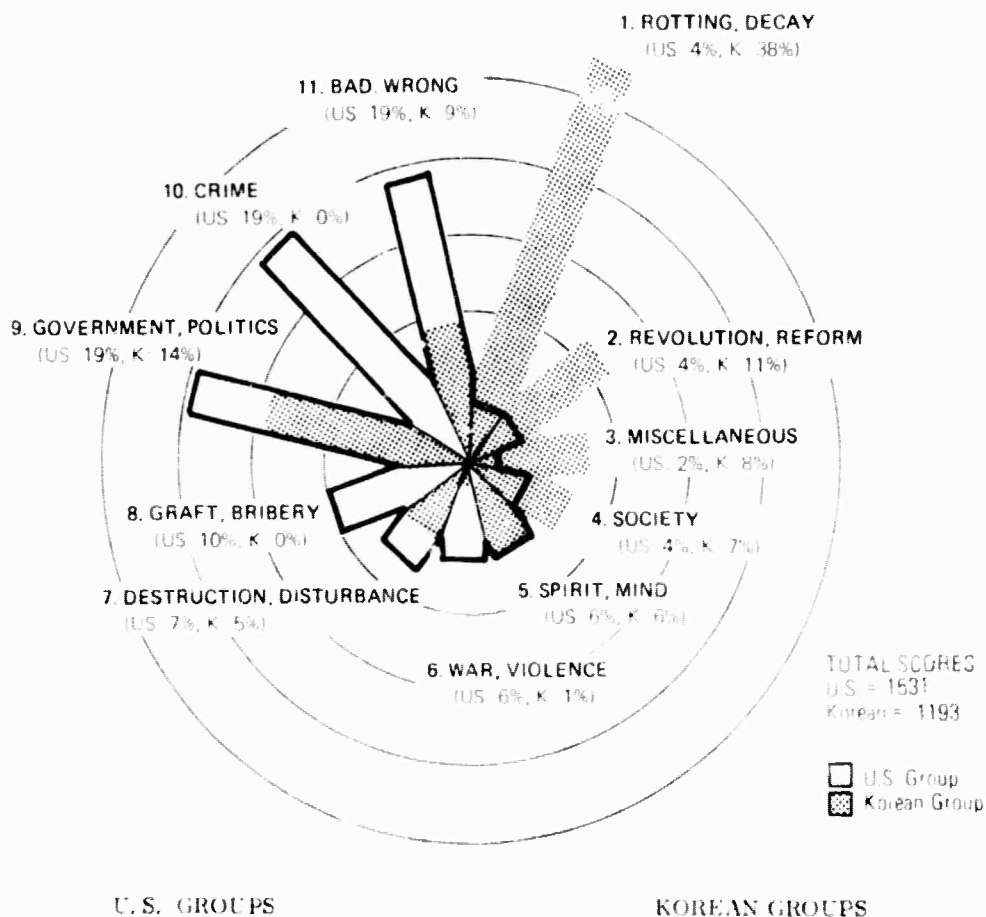 1. ROTTING, DECAY
(US 4%, K 38%)
11. BAD, WRONG
(US 19%, K 9%)
10. CRIME
(US 19%, K 0%)
9. GOVERNMENT, POLITICS
(US 19%, K 14%)
2. REVOLUTION, REFORM
(US 4%, K 11%)
3. MISCELLANEOUS
(US 2%, K 8%)
8. GRAFT, BRIBERY
(US 10%, K 0%)
4. SOCIETY
(US 4%, K 7%)
7. DESTRUCTION, DISTURBANCE
(US 7%, K 5%)
5. SPIRIT, MIND
(US 6%, K 6%)
6. WAR, VIOLENCE
(US 6%, K 1%)
TOTAL SCORES
U.S. = 1531
Korean = 1193
U.S. Group
Korean Group
U.S. GROUPS
KOREAN GROUPS